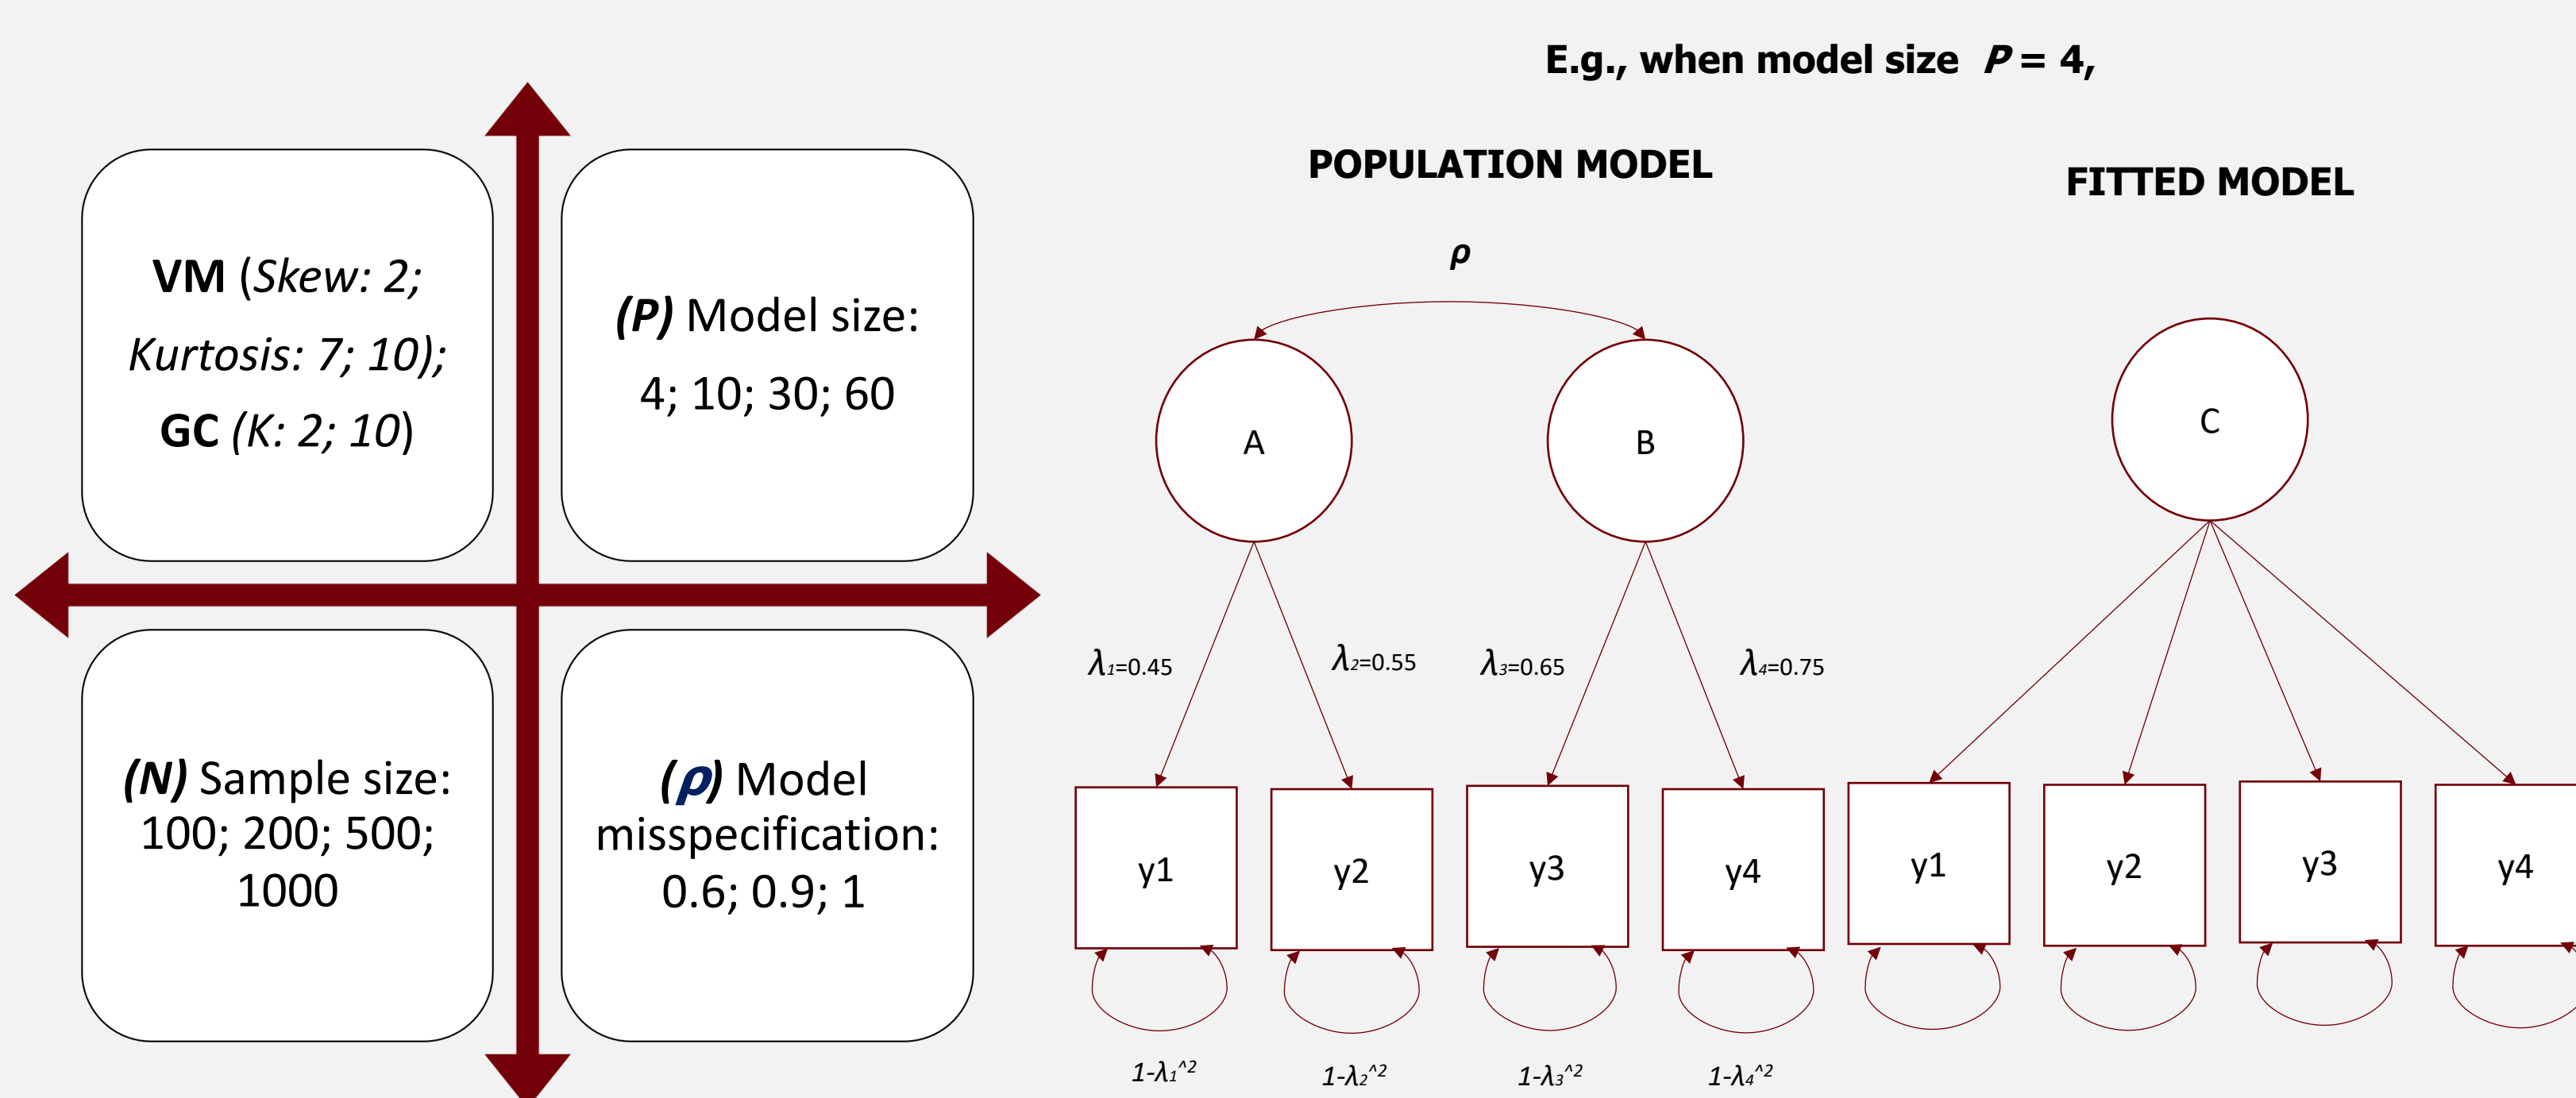 VM (Skew: 2;
Kurtosis: 7; 10);
GC (K: 2; 10)
(P) Model size:
4; 10; 30; 60
(N) Sample size:
100; 200; 500;
1000
(ρ) Model
misspecification:
0.6; 0.9; 1
E.g., when model size P = 4,
POPULATION MODEL
ρ
A
B
λ1=0.45
λ2=0.55
λ3=0.65
λ4=0.75
y1
y2
y3
y4
1-λ1^2
1-λ2^2
1-λ3^2
1-λ4^2
FITTED MODEL
C
y1
y2
y3
y4